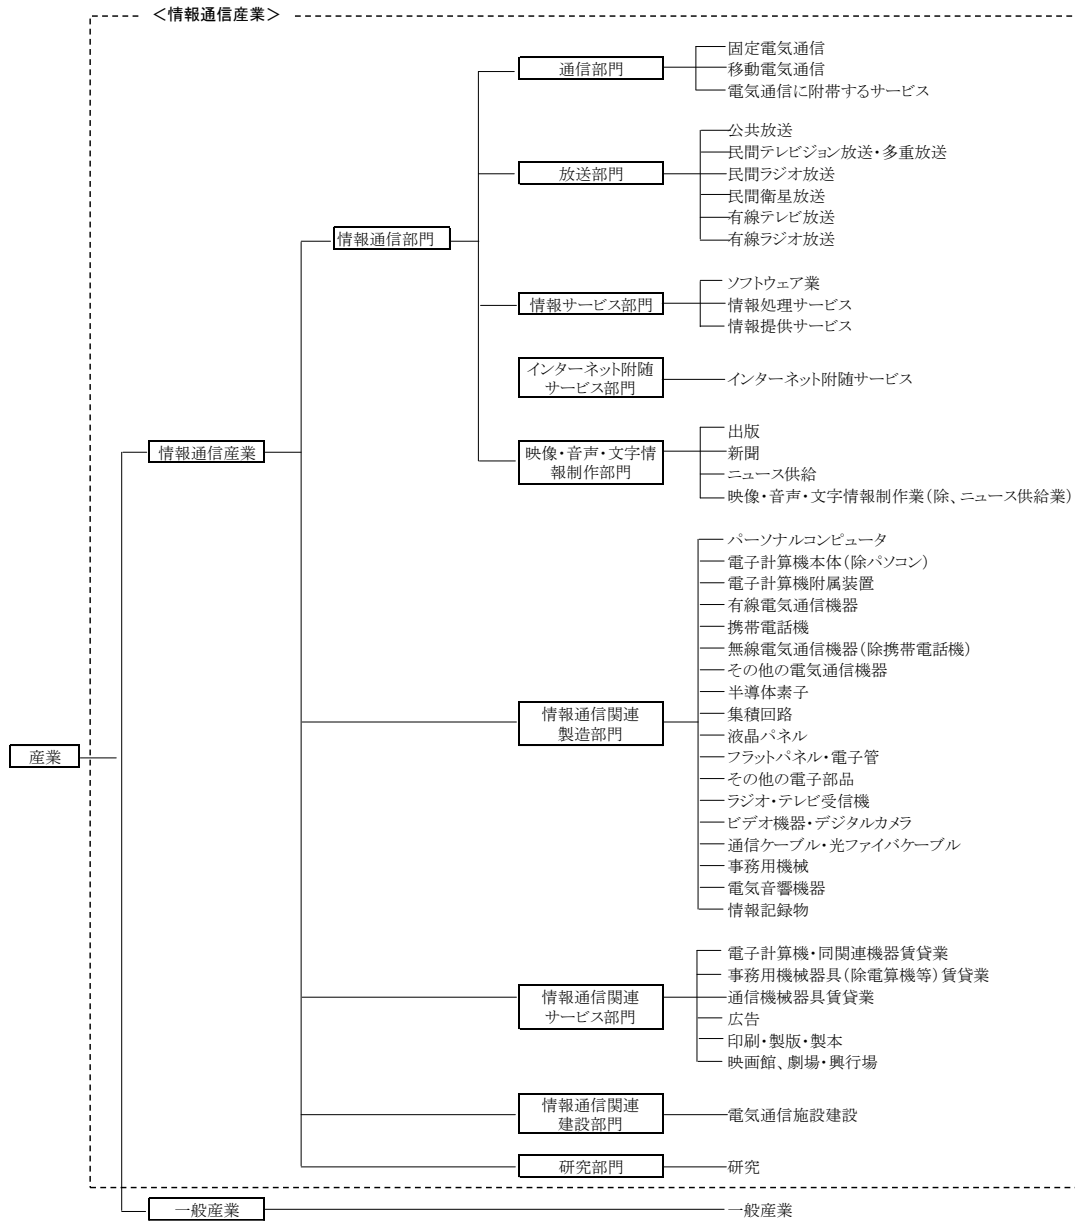 ＜情報通信産業＞
産業
情報通信産業
情報通信部門
通信部門
固定電気通信
移動電気通信
電気通信に附帯するサービス
放送部門
公共放送
民間テレビジョン放送・多重放送
民間ラジオ放送
民間衛星放送
有線テレビ放送
有線ラジオ放送
情報サービス部門
ソフトウェア業
情報処理サービス
情報提供サービス
インターネット附随
サービス部門
インターネット附随サービス
映像・音声・文字情
報制作部門
出版
新聞
ニュース供給
映像・音声・文字情報制作業（除、ニュース供給業）
情報通信関連
製造部門
パーソナルコンピュータ
電子計算機本体（除パソコン）
電子計算機附属装置
有線電気通信機器
携帯電話機
無線電気通信機器（除携帯電話機）
その他の電気通信機器
半導体素子
集積回路
液晶パネル
フラットパネル・電子管
その他の電子部品
ラジオ・テレビ受信機
ビデオ機器・デジタルカメラ
通信ケーブル・光ファイバケーブル
事務用機械
電気音響機器
情報記録物
情報通信関連
サービス部門
電子計算機・同関連機器賃貸業
事務用機械器具（除電算機等）賃貸業
通信機械器具賃貸業
広告
印刷・製版・製本
映画館、劇場・興行場
情報通信関連
建設部門
電気通信施設建設
研究部門
研究
一般産業
一般産業